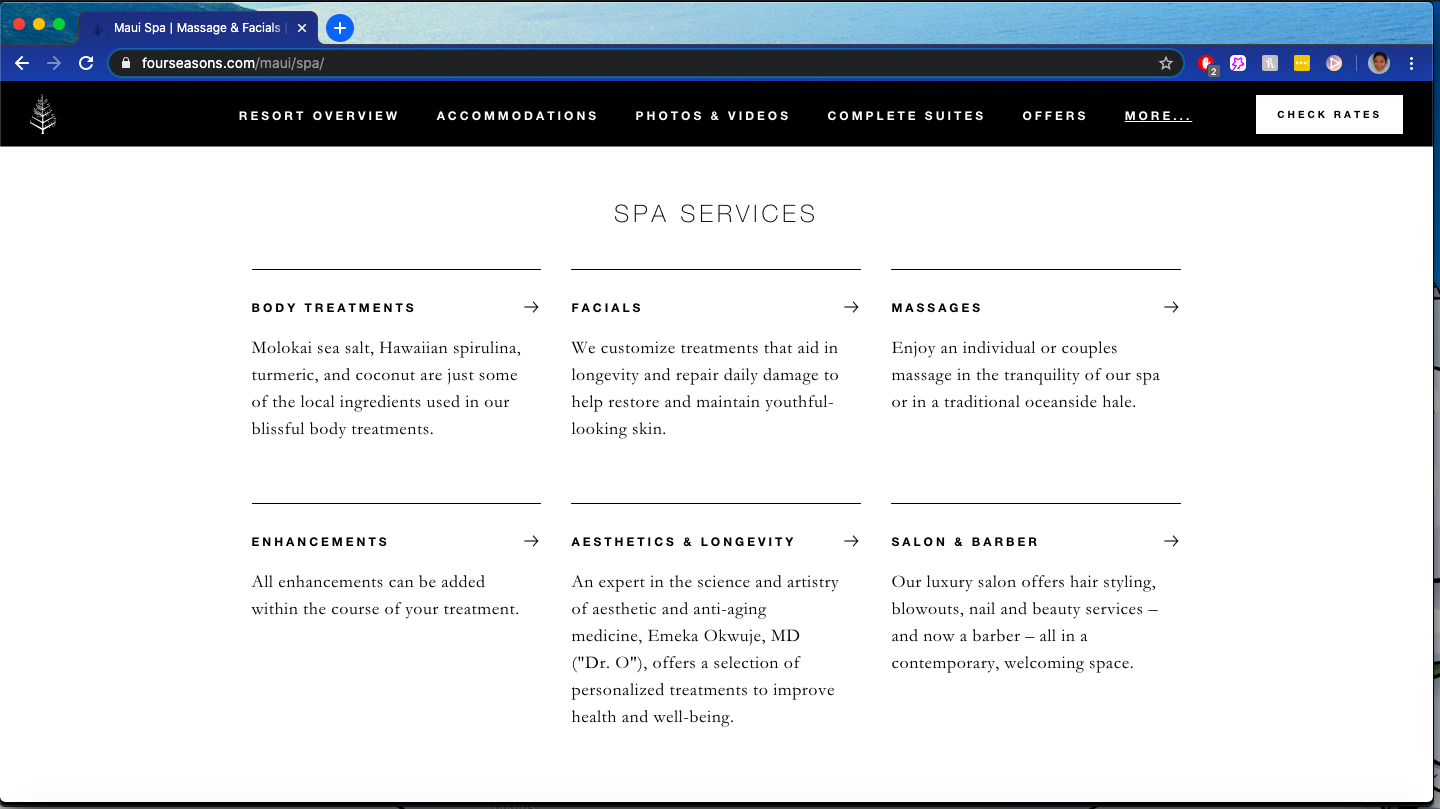 Maui Spa | Massage & Facials |
fourseasons.com/maui/spa/
2
RESORT OVERVIEW ACCOMMODATIONS PHOTOS & VIDEOS COMPLETE SUITES OFFERS MORE... CHECK RATES
SPA SERVICES
BODY TREATMENTS
Molokai sea salt, Hawaiian spirulina,
turmeric, and coconut are just some
of the local ingredients used in our
blissful body treatments.
FACIALS
We customize treatments that aid in
longevity and repair daily damage to
help restore and maintain youthful-
looking skin.
MASSAGES
Enjoy an individual or couples
massage in the tranquility of our spa
or in a traditional oceanside hale.
ENHANCEMENTS
All enhancements can be added
within the course of your treatment.
AESTHETICS & LONGEVITY
An expert in the science and artistry
of aesthetic and anti-aging
medicine, Emeka Okwuje, MD
("Dr. O"), offers a selection of
personalized treatments to improve
health and well-being.
SALON & BARBER
Our luxury salon offers hair styling,
blowouts, nail and beauty services –
and now a barber – all in a
contemporary, welcoming space.